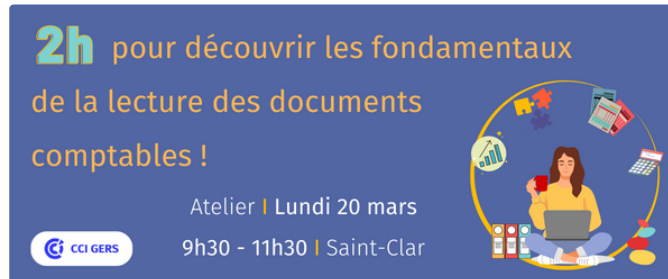 2h pour découvrir les fondamentaux
de la lecture des documents
comptables !
Atelier I Lundi 20 mars
9h30 - 11h30 I Saint-Clar
CCI GERS